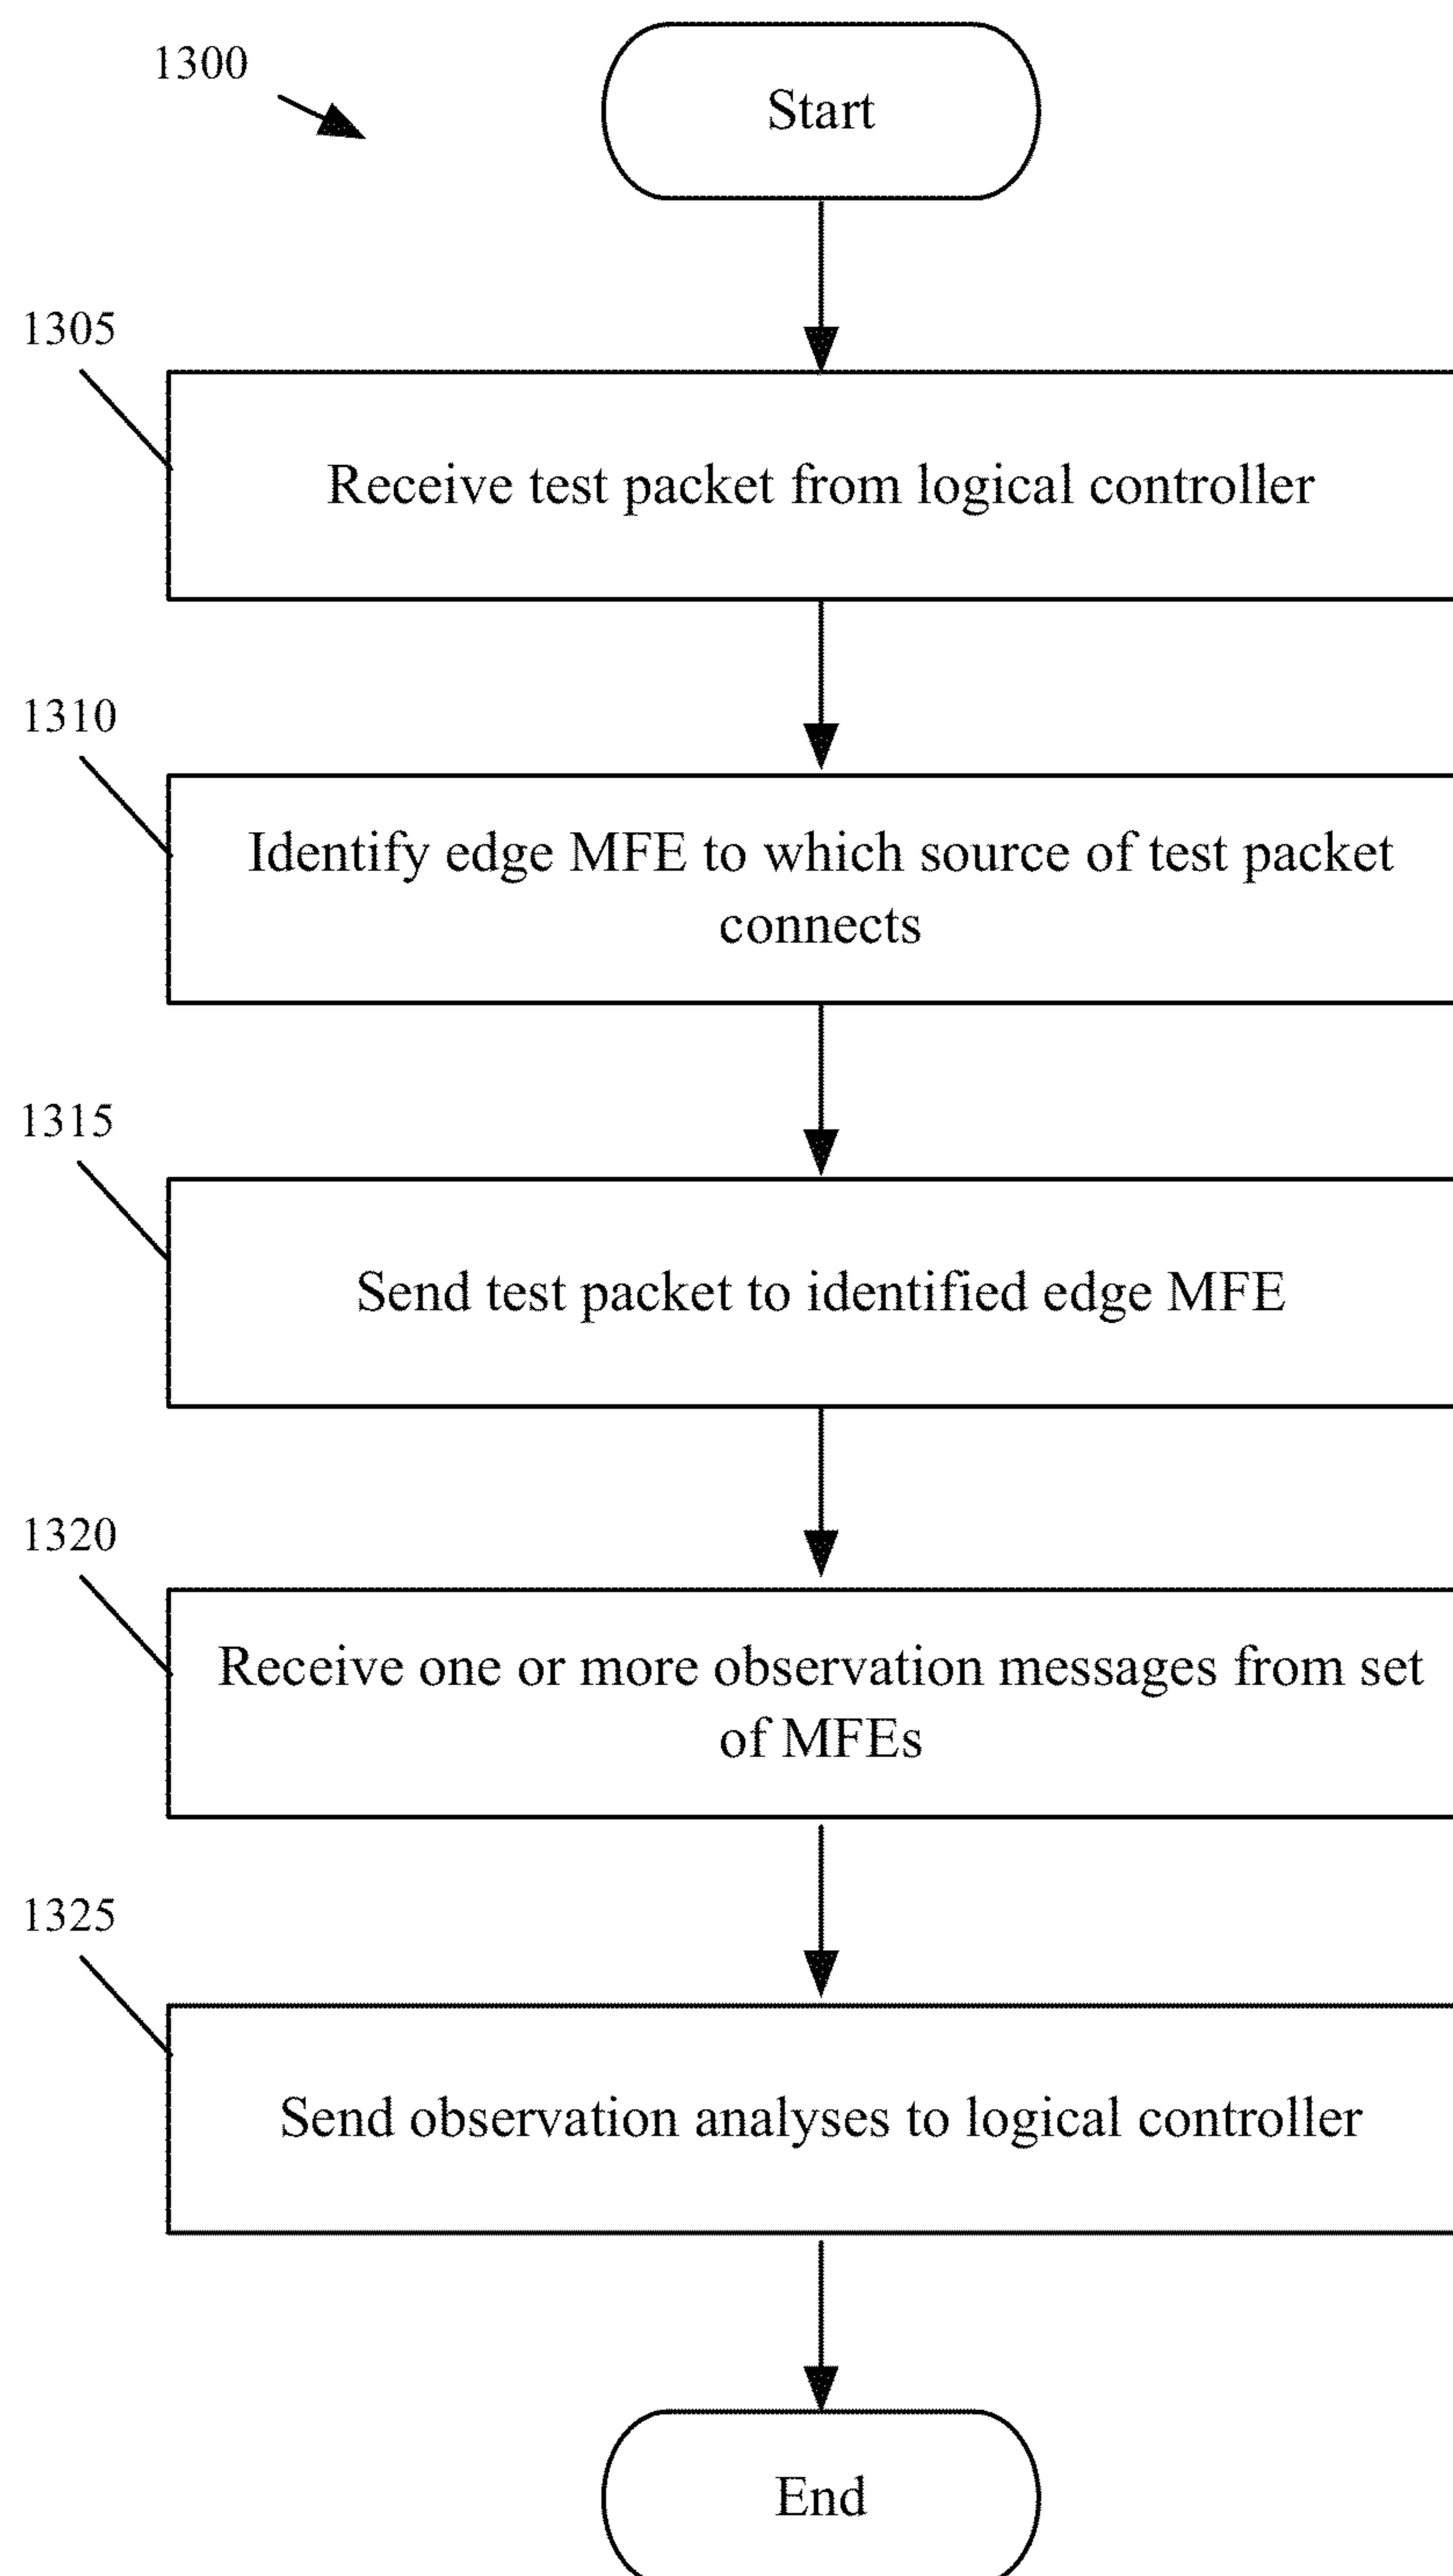 1300
Start
1305
Receive test packet from logical controller
1310
Identify edge MFE to which source of test packet
connects
1315
Send test packet to identified edge MFE
1320
Receive one or more observation messages from set
of MFEs
1325
Send observation analyses to logical controller
End